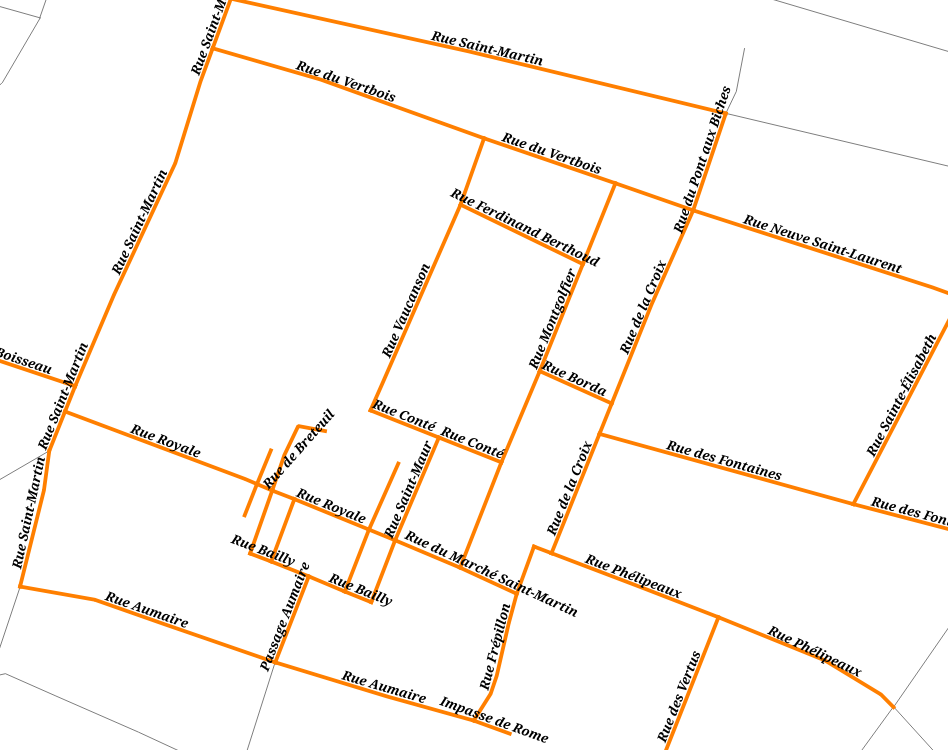 Rue Saint-M
Rue Saint-Martin
Rue du Vertbois
Rue du Pont aux Biches
Rue du Vertbois
Rue Saint-Martin
Rue Ferdinand Berthoud
Rue Neuve Saint-Laurent
Rue Vaucanson
Rue Montgolfier
Rue de la Croix
Boisseau
Rue Saint-Martin
Rue Sainte-Élisabeth
Rue Borda
Rue Conté
Rue Conté
Rue Royale
Rue de Breteuil
Rue Saint-Maur
Rue de la Croix
Rue des Fontaines
Rue des Fon
Rue Saint-Martin
Rue Royale
Rue Bailly
Rue du Marché Saint-Martin
Rue Phélipeaux
Rue Bailly
Passage Aumaire
Rue Aumaire
Rue Frépillon
Rue Phélipeaux
Rue des Vertus
Rue Aumaire
Impasse de Rome